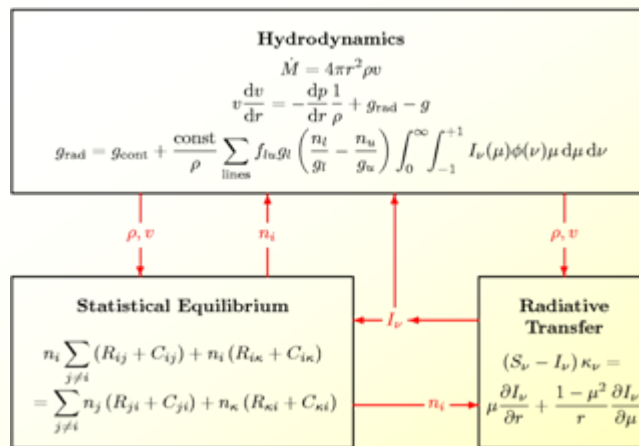 Hydrodynamics
Ṁ = 4πr²ρv
v dv/dr = −dp/dr 1/ρ + g_rad − g
g_rad = g_cont + const/ρ ∑_lines f_lu g_l (n_l/g_l − n_u/g_u) ∫_0^∞ ∫_−1^+1 I_ν(μ)ϕ(ν)μ dμ dν
ρ, v
n_i
ρ, v
I_ν
Statistical Equilibrium
n_i ∑_j≠i (R_ij + C_ij) + n_i (R_iκ + C_iκ)
= ∑_j≠i n_j (R_ji + C_ji) + n_κ (R_κi + C_κi)
n_i
Radiative
Transfer
(S_ν − I_ν) κ_ν =
μ ∂I_ν/∂r + 1 − μ²/r ∂I_ν/∂μ